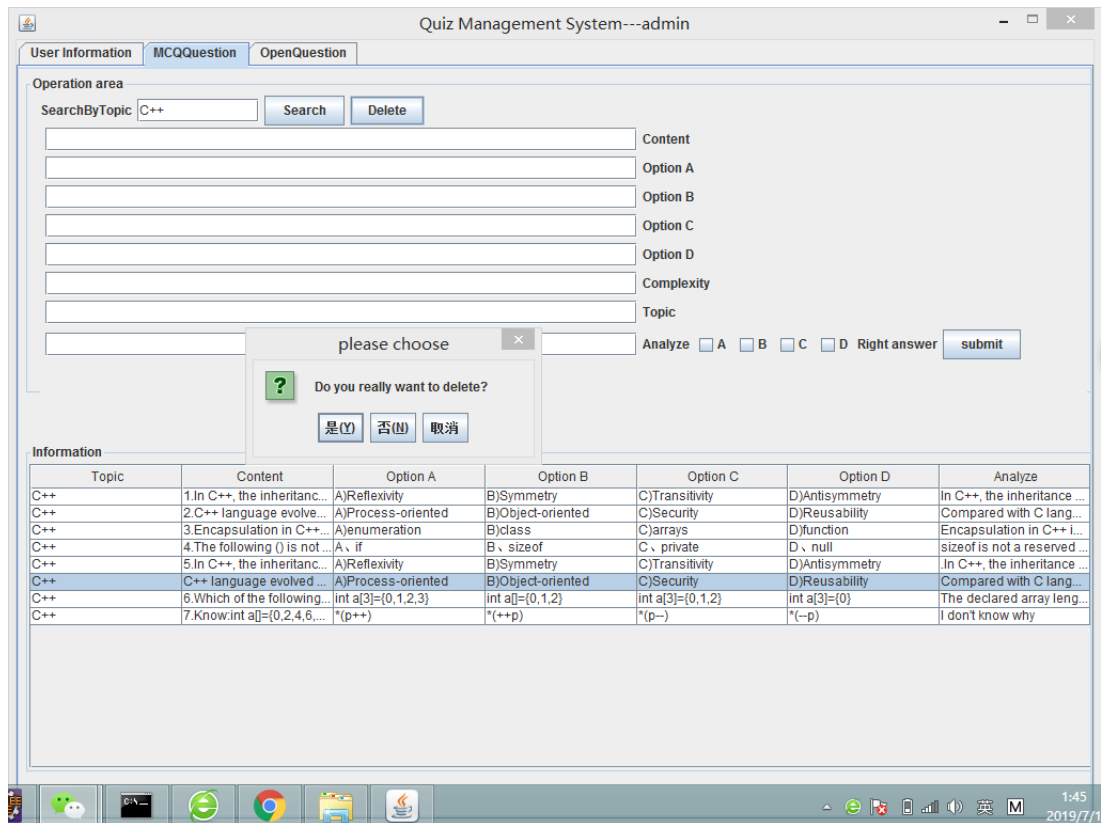 Quiz Management System---admin
User Information MCQQuestion OpenQuestion
Operation area
SearchByTopic C++ Search Delete
Content
Option A
Option B
Option C
Option D
Complexity
Topic
Analyze A B C D Right answer submit
please choose
?
Do you really want to delete?
是(Y) 否(N) 取消
Information
Topic Content Option A Option B Option C Option D Analyze
C++ 1.In C++, the inheritanc... A)Reflexivity B)Symmetry C)Transitivity D)Antisymmetry In C++, the inheritance ...
C++ 2.C++ language evolve... A)Process-oriented B)Object-oriented C)Security D)Reusability Compared with C lang...
C++ 3.Encapsulation in C++... A)enumeration B)class C)arrays D)function Encapsulation in C++ i...
C++ 4.The following () is not ... A、if B、sizeof C、private D、null sizeof is not a reserved ...
C++ 5.In C++, the inheritanc... A)Reflexivity B)Symmetry C)Transitivity D)Antisymmetry .In C++, the inheritance ...
C++ C++ language evolved ... A)Process-oriented B)Object-oriented C)Security D)Reusability Compared with C lang...
C++ 6.Which of the following... int a[3]={0,1,2,3} int a[]={0,1,2} int a[3]={0,1,2} int a[3]={0} The declared array leng...
C++ 7.Know:int a[]={0,2,4,6,... *(p++) *(++p) *(p--) *(--p) I don't know why
C:\ 英 M 1:45
2019/7/1